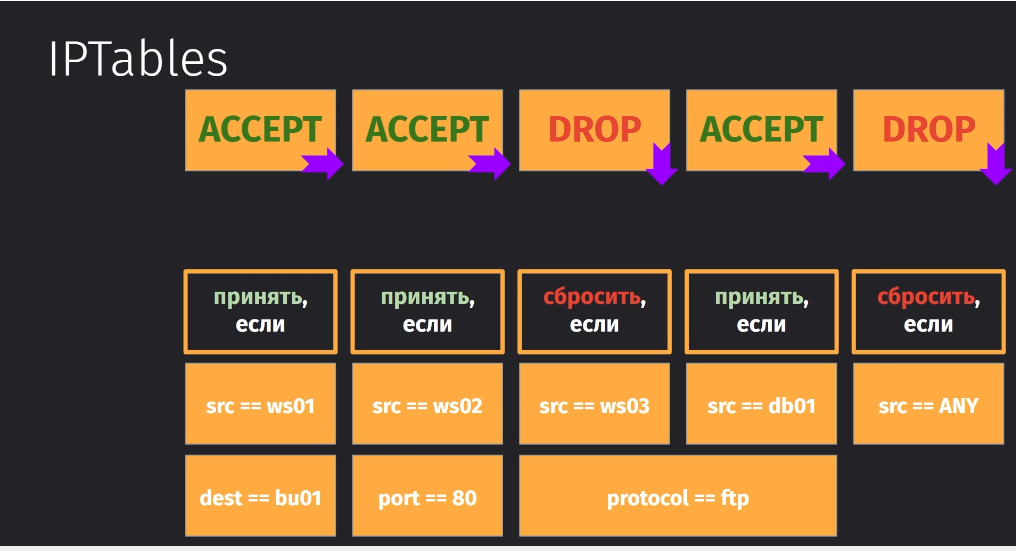 IPTables
ACCEPT ACCEPT DROP ACCEPT DROP
принять, принять, сбросить, принять, сбросить,
если если если если если
src == ws01 src == ws02 src == ws03 src == db01 src == ANY
dest == bu01 port == 80 protocol == ftp